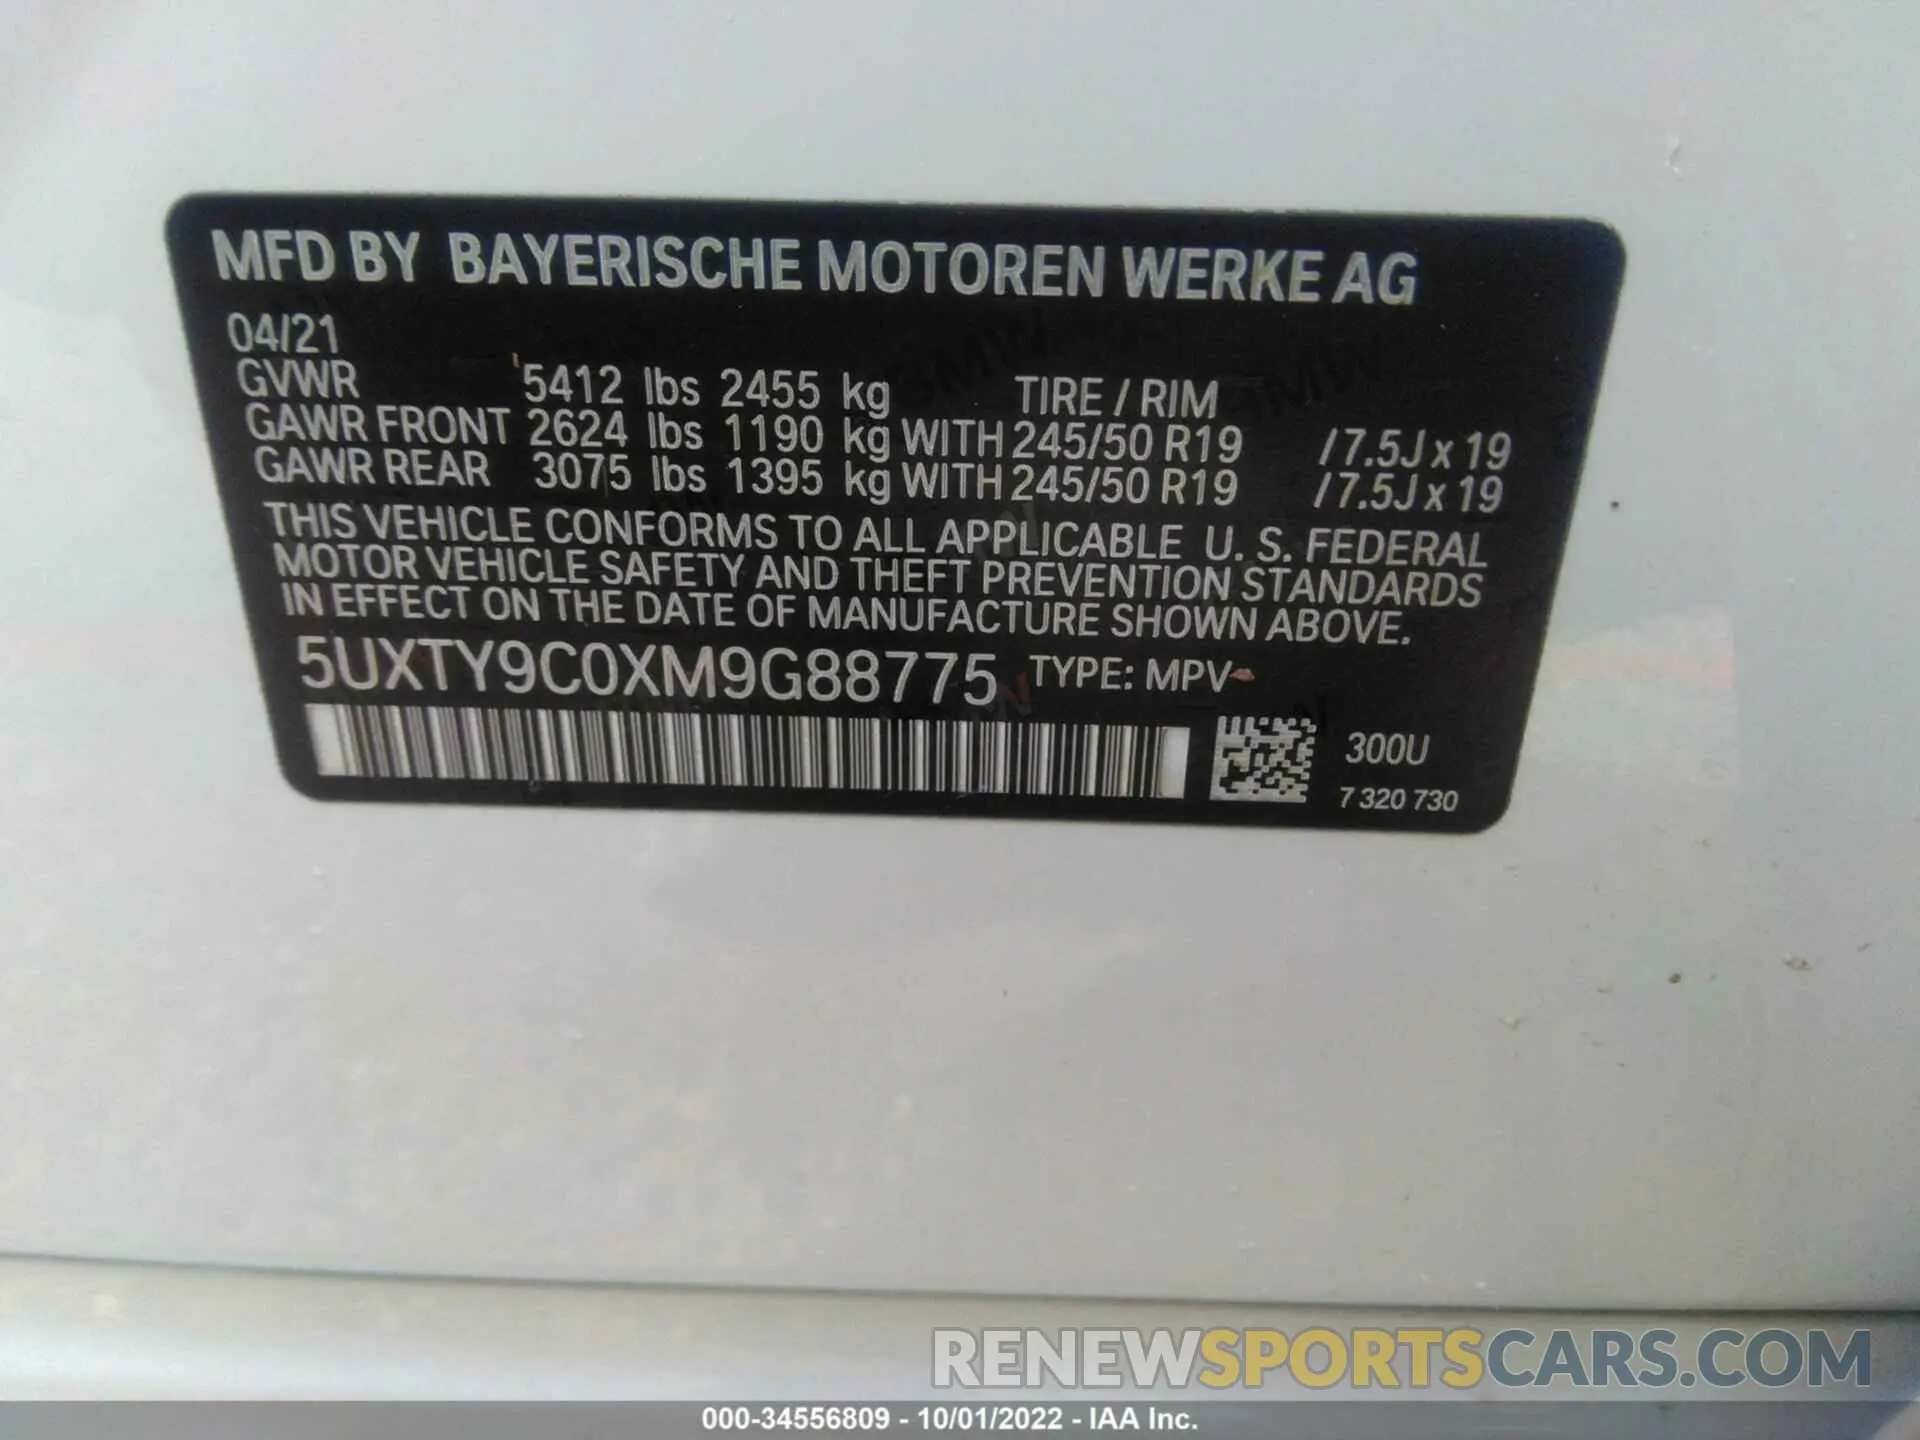 MFD BY BAYERISCHE MOTOREN WERKE AG
04/21
GVWR 5412 lbs 2455 kg TIRE / RIM
GAWR FRONT 2624 lbs 1190 kg WITH 245/50 R19 / 7.5J x 19
GAWR REAR 3075 lbs 1395 kg WITH 245/50 R19 / 7.5J x 19
THIS VEHICLE CONFORMS TO ALL APPLICABLE U. S. FEDERAL
MOTOR VEHICLE SAFETY AND THEFT PREVENTION STANDARDS
IN EFFECT ON THE DATE OF MANUFACTURE SHOWN ABOVE.
5UXTY9C0XM9G88775 TYPE: MPV
300U
7 320 730
RENEWSPORTSCARS.COM
000-34556809 - 10/01/2022 - IAA Inc.